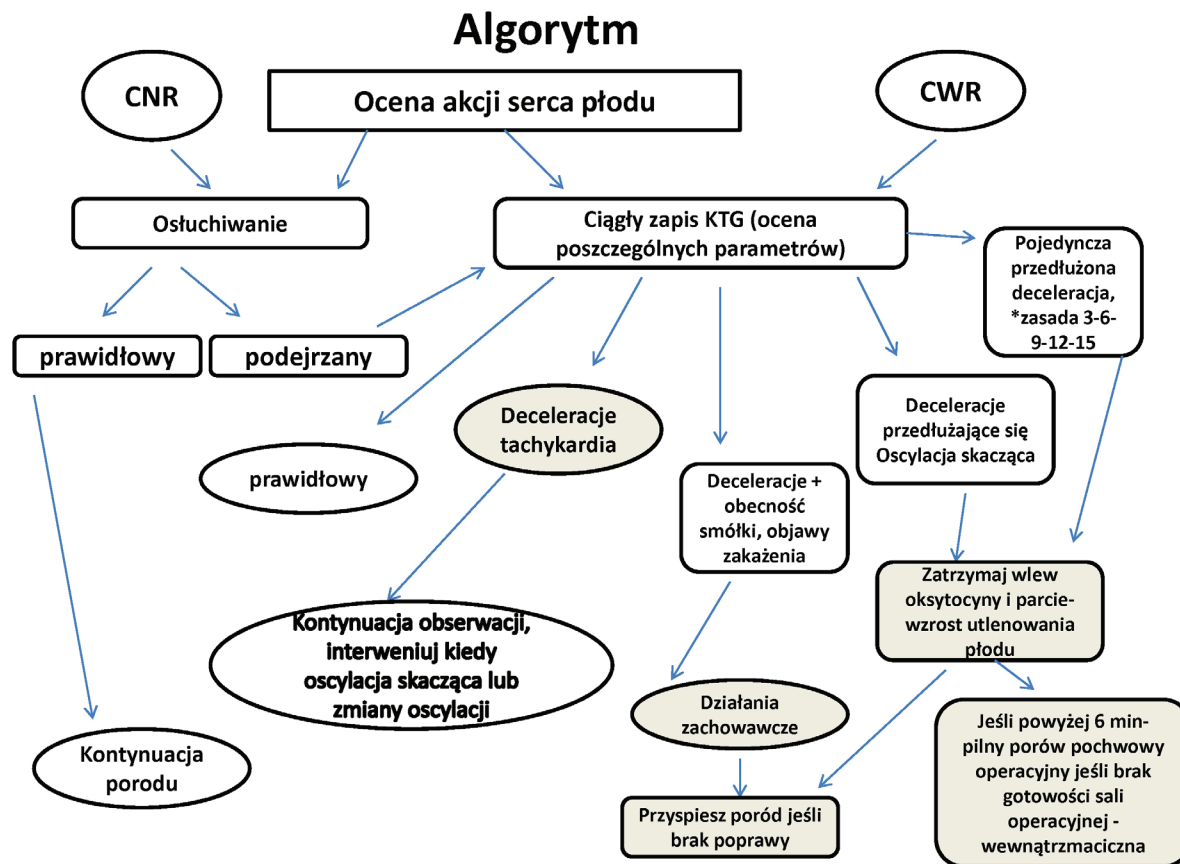 Algorytm
CNR
Ocena akcji serca płodu
CWR
Osłuchiwanie
Ciągły zapis KTG (ocena
poszczególnych parametrów)
Pojedyncza
przedłużona
deceleracja,
*zasada 3-6-
9-12-15
prawidłowy
podejrzany
Deceleracje
tachykardia
Deceleracje
przedłużające się
Oscylacja skacząca
prawidłowy
Deceleracje +
obecność
smółki, objawy
zakażenia
Zatrzymaj wlew
oksytocyny i parcie-
wzrost utlenowania
płodu
Kontynuacja obserwacji,
interweniuj kiedy
oscylacja skacząca lub
zmiany oscylacji
Działania
zachowawcze
Jeśli powyżej 6 min-
pilny porów pochwowy
operacyjny jeśli brak
gotowości sali
operacyjnej -
wewnątrzmaciczna
Kontynuacja
porodu
Przyspiesz poród jeśli
brak poprawy